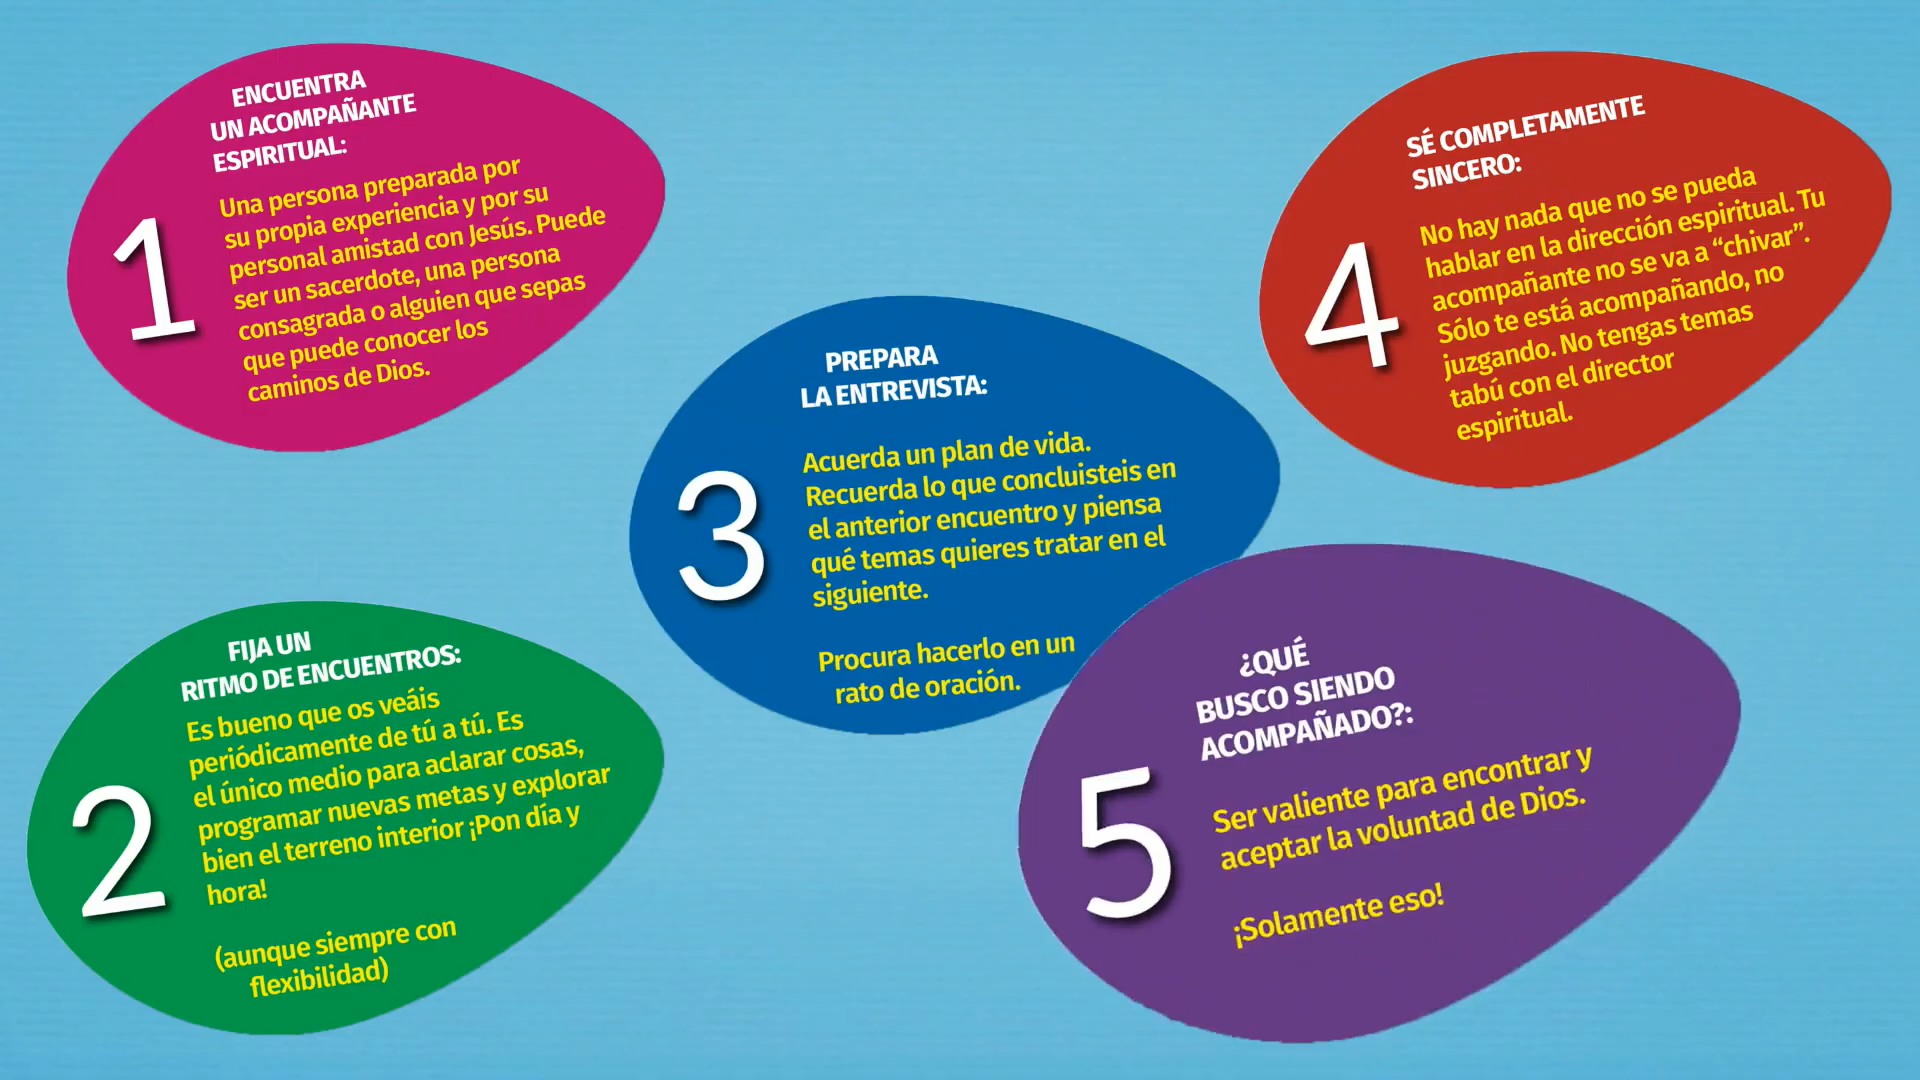 1
ENCUENTRA
UN ACOMPAÑANTE
ESPIRITUAL:
Una persona preparada por
su propia experiencia y por su
personal amistad con Jesús. Puede
ser un sacerdote, una persona
consagrada o alguien que sepas
que puede conocer los
caminos de Dios.
2
FIJA UN
RITMO DE ENCUENTROS:
Es bueno que os veáis
periódicamente de tú a tú. Es
el único medio para aclarar cosas,
programar nuevas metas y explorar
bien el terreno interior ¡Pon día y
hora!
(aunque siempre con
flexibilidad)
3
PREPARA
LA ENTREVISTA:
Acuerda un plan de vida.
Recuerda lo que concluisteis en
el anterior encuentro y piensa
qué temas quieres tratar en el
siguiente.
Procura hacerlo en un
rato de oración.
4
SÉ COMPLETAMENTE
SINCERO:
No hay nada que no se pueda
hablar en la dirección espiritual. Tu
acompañante no se va a “chivar”.
Sólo te está acompañando, no
juzgando. No tengas temas
tabú con el director
espiritual.
5
¿QUÉ
BUSCO SIENDO
ACOMPAÑADO?:
Ser valiente para encontrar y
aceptar la voluntad de Dios.
¡Solamente eso!